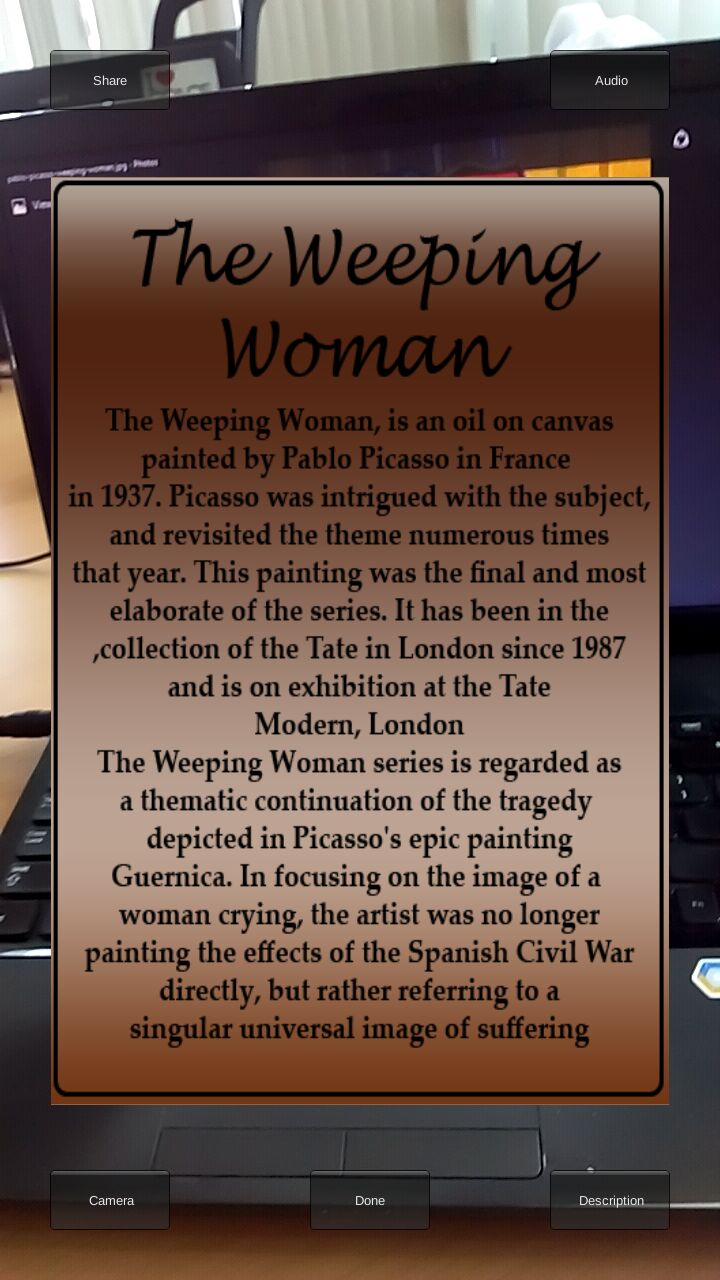 Share
Audio
pablo-picasso-weeping-woman.jpg - Photos
View
The Weeping
Woman
The Weeping Woman, is an oil on canvas
painted by Pablo Picasso in France
in 1937. Picasso was intrigued with the subject,
and revisited the theme numerous times
that year. This painting was the final and most
elaborate of the series. It has been in the
,collection of the Tate in London since 1987
and is on exhibition at the Tate
Modern, London
The Weeping Woman series is regarded as
a thematic continuation of the tragedy
depicted in Picasso's epic painting
Guernica. In focusing on the image of a
woman crying, the artist was no longer
painting the effects of the Spanish Civil War
directly, but rather referring to a
singular universal image of suffering
Camera
Done
Description